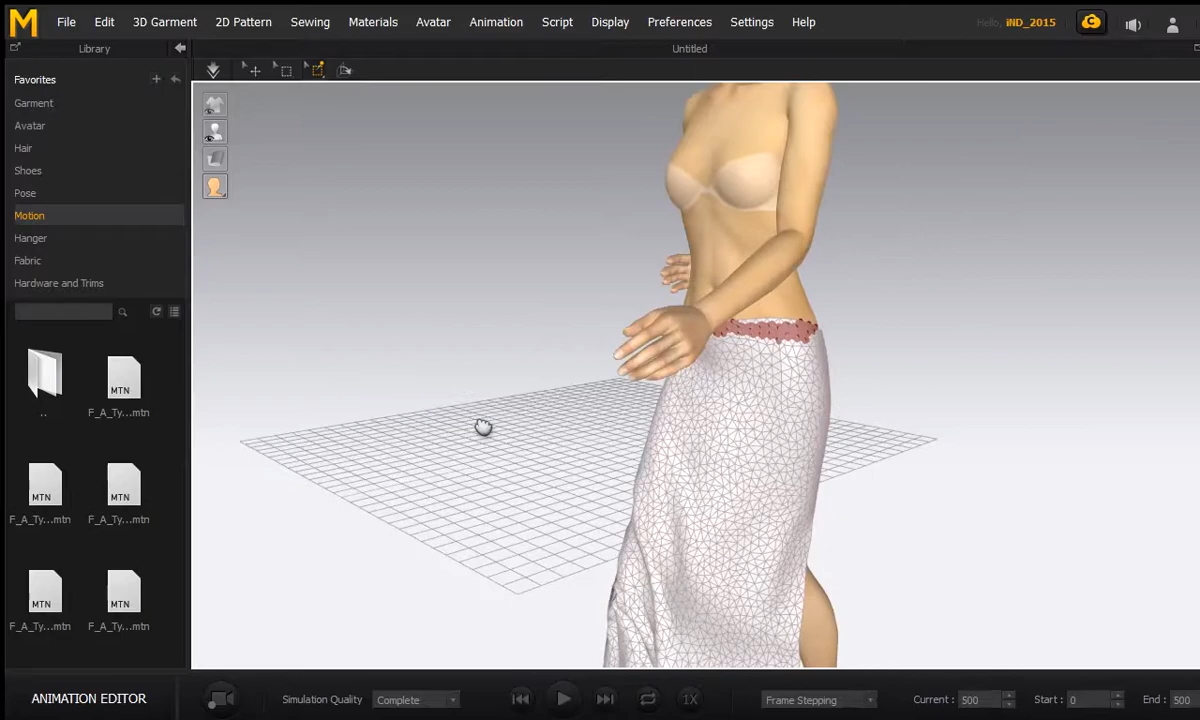 M File Edit 3D Garment 2D Pattern Sewing Materials Avatar Animation Script Display Preferences Settings Help Hello, iND_2015
Library Untitled
Favorites
Garment
Avatar
Hair
Shoes
Pose
Motion
Hanger
Fabric
Hardware and Trims
MTN
.. F_A_Ty...mtn
MTN MTN
F_A_Ty...mtn F_A_Ty...mtn
MTN MTN
F_A_Ty...mtn F_A_Ty...mtn
ANIMATION EDITOR Simulation Quality Complete 1X Frame Stepping Current : 500 Start : 0 End : 500